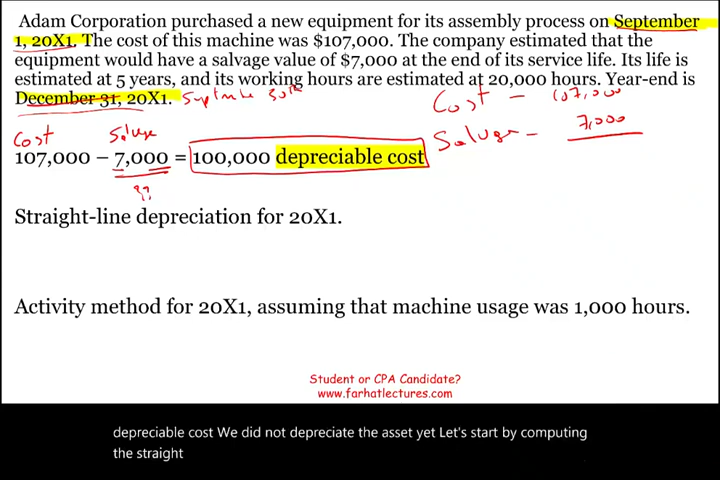 Adam Corporation purchased a new equipment for its assembly process on September
1, 20X1. The cost of this machine was $107,000. The company estimated that the
equipment would have a salvage value of $7,000 at the end of its service life. Its life is
estimated at 5 years, and its working hours are estimated at 20,000 hours. Year-end is
December 31, 20X1. September 30th
Cost - 107,000
Salvage - 7,000
Cost Salvage
107,000 – 7,000 = 100,000 depreciable cost
??
Straight-line depreciation for 20X1.
Activity method for 20X1, assuming that machine usage was 1,000 hours.
Student or CPA Candidate?
www.farhatlectures.com
depreciable cost We did not depreciate the asset yet Let's start by computing
the straight